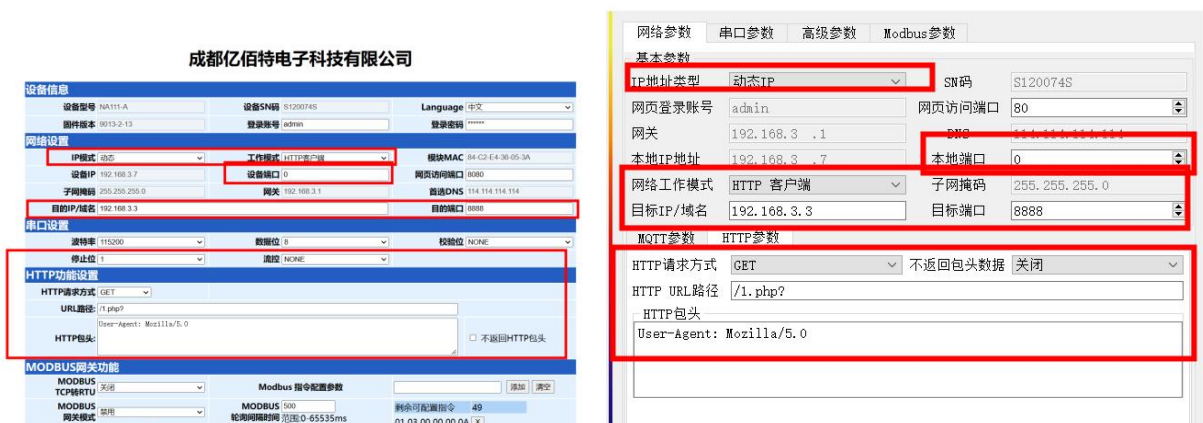 成都亿佰特电子科技有限公司
设备信息
设备型号 NA111-A 设备SN码 S120074S Language 中文
固件版本 9013-2-13 登录账号 admin 登录密码 ******
网络设置
IP模式 动态 工作模式 HTTP客户端 模块MAC 84-C2-E4-36-05-3A
设备IP 192.168.3.7 设备端口 0 网页访问端口 8080
子网掩码 255.255.255.0 网关 192.168.3.1 首选DNS 114.114.114.114
目的IP/域名 192.168.3.3 目的端口 8888
串口设置
波特率 115200 数据位 8 校验位 NONE
停止位 1 流控 NONE
HTTP功能设置
HTTP请求方式 GET
URL路径: /1.php?
HTTP包头: User-Agent: Mozilla/5.0 不返回HTTP包头
MODBUS网关功能
MODBUS TCP转RTU 关闭 Modbus 指令配置参数 添加 清空
MODBUS 网关模式 禁用 MODBUS 轮询间隔时间 500 范围:0-65535ms 剩余可配置指令 49
01 03 00 00 00 0A X
网络参数 串口参数 高级参数 Modbus参数
基本参数
IP地址类型 动态IP SN码 S120074S
网页登录账号 admin 网页访问端口 80
网关 192.168.3 .1 DNS 114.114.114.114
本地IP地址 192.168.3 .7 本地端口 0
网络工作模式 HTTP 客户端 子网掩码 255.255.255.0
目标IP/域名 192.168.3.3 目标端口 8888
MQTT参数 HTTP参数
HTTP请求方式 GET 不返回包头数据 关闭
HTTP URL路径 /1.php?
HTTP包头
User-Agent: Mozilla/5.0